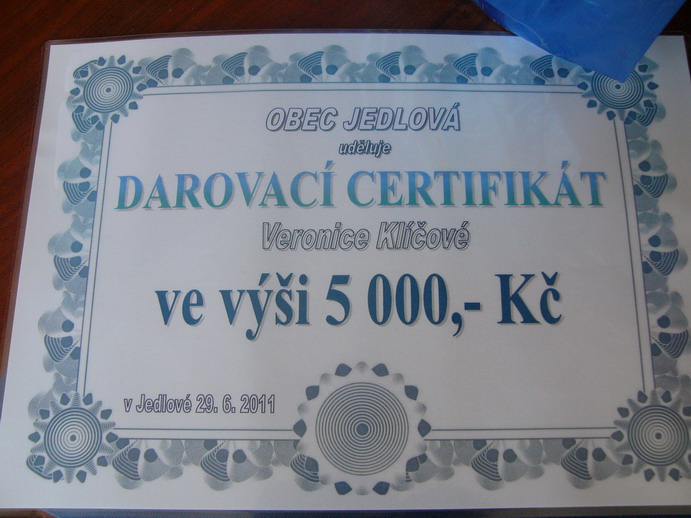 OBEC JEDLOVÁ
uděluje
DAROVACÍ CERTIFIKÁT
Veronice Klíčové
ve výši 5 000,- Kč
v Jedlové 29. 6. 2011